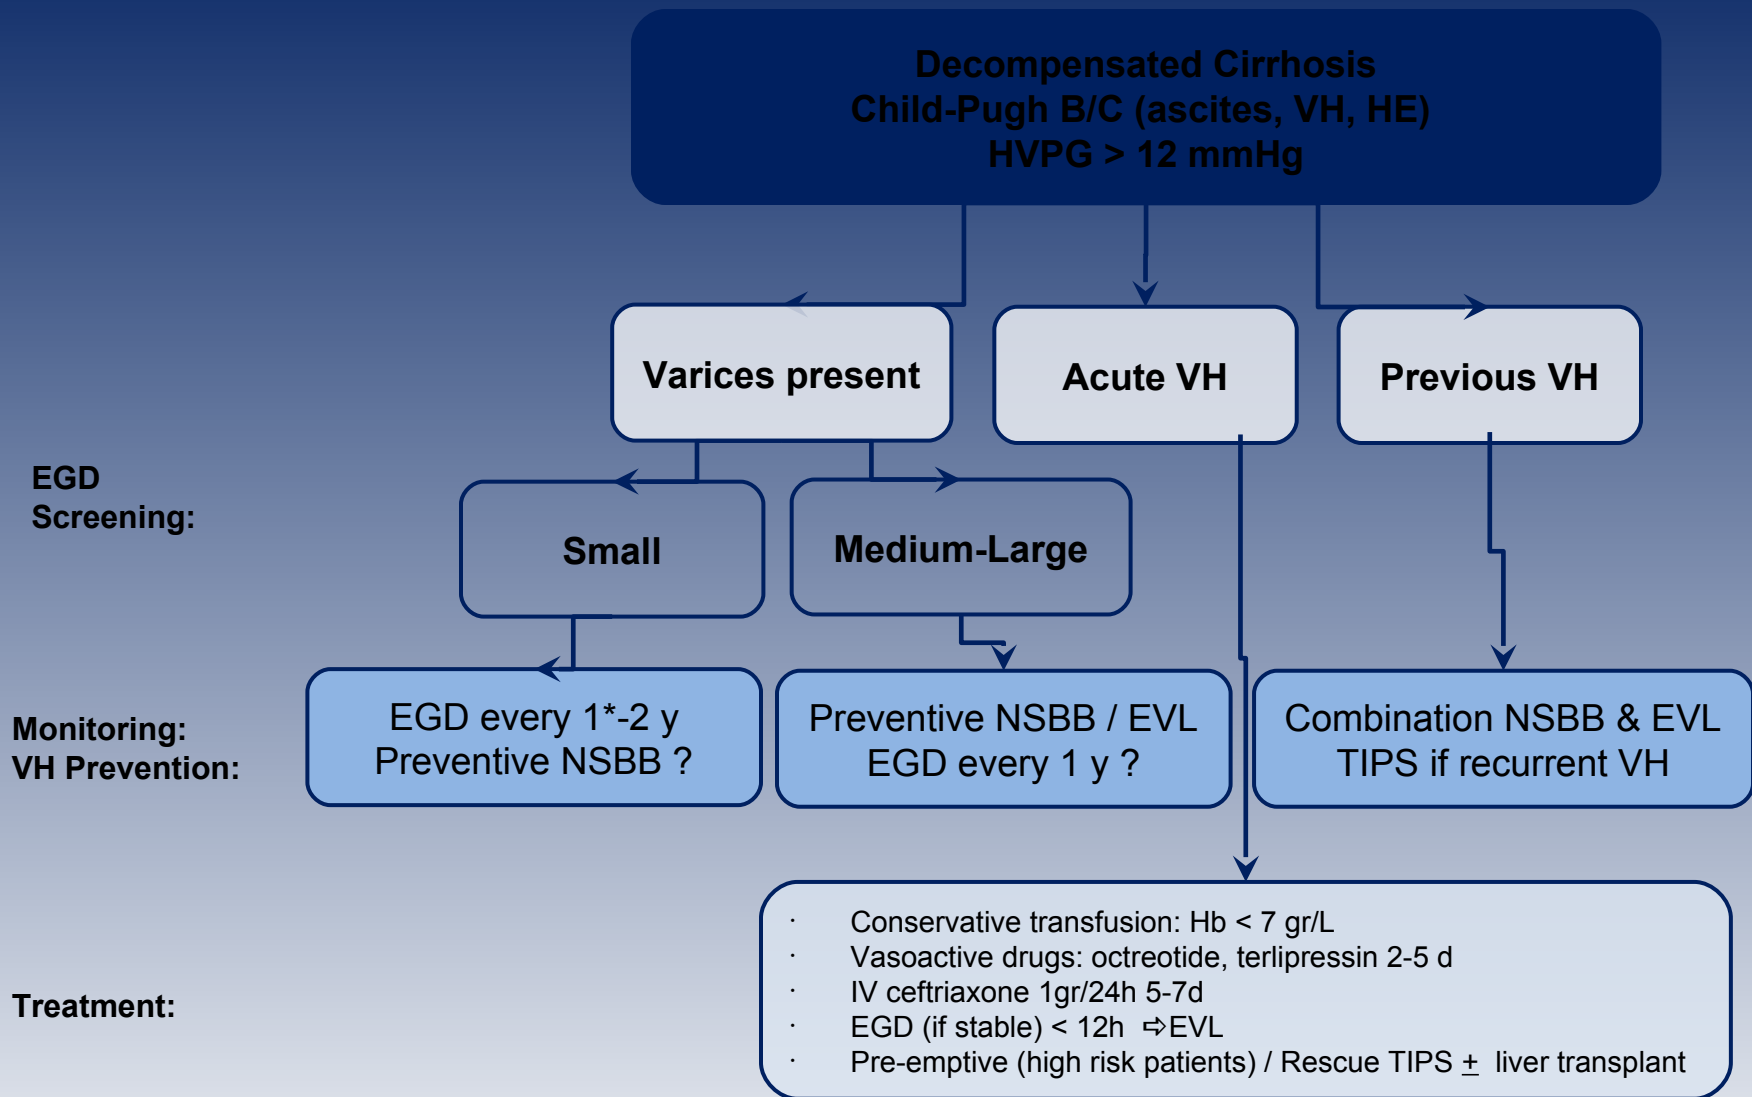 Decompensated Cirrhosis
Child-Pugh B/C (ascites, VH, HE)
HVPG > 12 mmHg
Varices present
Acute VH
Previous VH
EGD
Screening:
Small
Medium-Large
Monitoring:
VH Prevention:
EGD every 1*-2 y
Preventive NSBB ?
Preventive NSBB / EVL
EGD every 1 y ?
Combination NSBB & EVL
TIPS if recurrent VH
Treatment:
· Conservative transfusion: Hb < 7 gr/L
· Vasoactive drugs: octreotide, terlipressin 2-5 d
· IV ceftriaxone 1gr/24h 5-7d
· EGD (if stable) < 12h ⇨EVL
· Pre-emptive (high risk patients) / Rescue TIPS + liver transplant